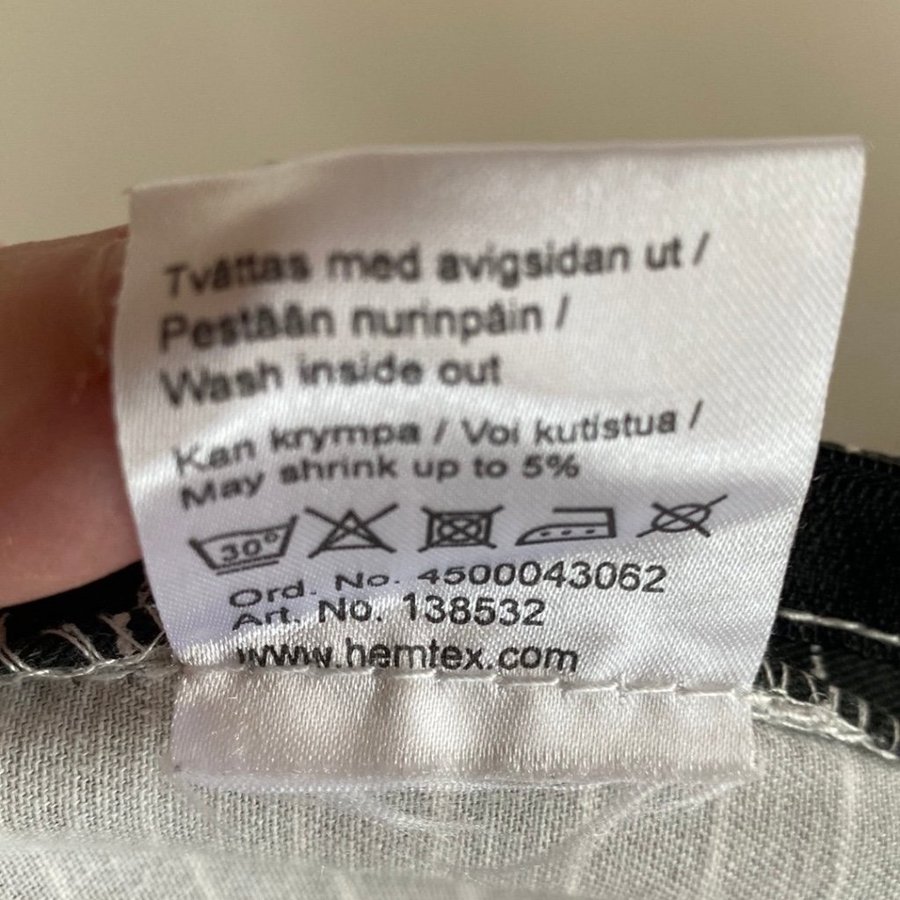 Tvättas med avigsidan ut /
Pestään nurinpäin /
Wash inside out
Kan krympa / Voi kutistua /
May shrink up to 5%
30°
Ord. No. 4500043062
Art. No. 138532
www.hemtex.com